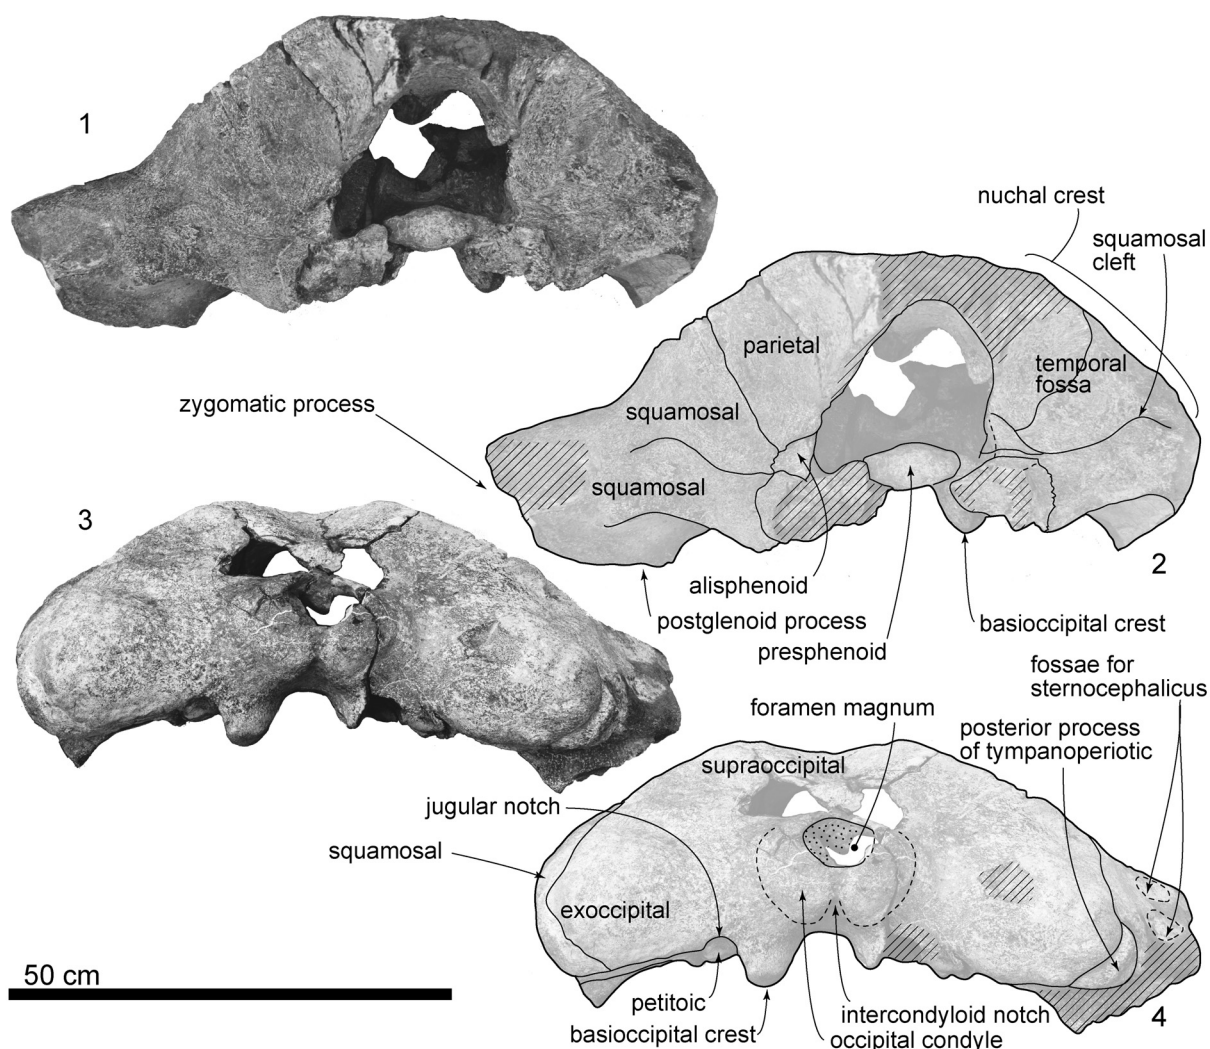 1
nuchal crest
squamosal
cleft
parietal
temporal
fossa
zygomatic process
squamosal
squamosal
3
2
alisphenoid
postglenoid process
presphenoid
basioccipital crest
fossae for
sternocephalicus
foramen magnum
posterior process
of tympanoperiotic
supraoccipital
jugular notch
squamosal
exoccipital
50 cm
petitoic
basioccipital crest
intercondyloid notch
occipital condyle
4